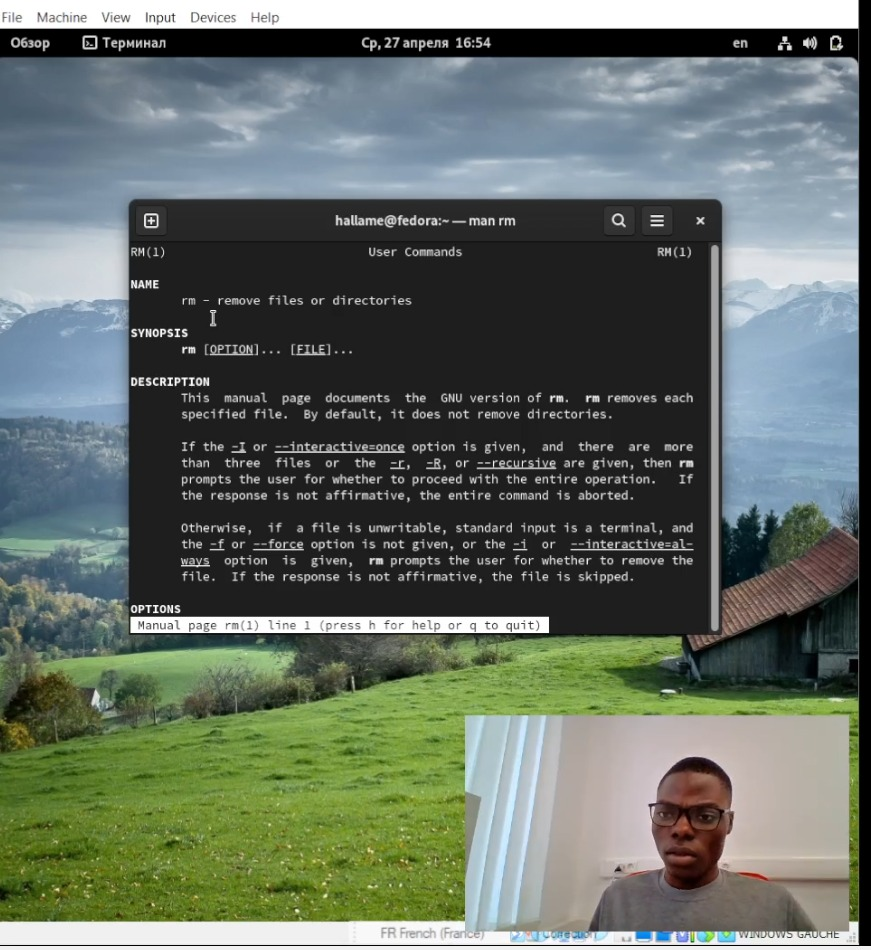 File Machine View Input Devices Help
Обзор Терминал Ср, 27 апреля 16:54 en
hallame@fedora:~ — man rm
RM(1) User Commands RM(1)
NAME
rm - remove files or directories
SYNOPSIS
rm [OPTION]... [FILE]...
DESCRIPTION
This manual page documents the GNU version of rm. rm removes each
specified file. By default, it does not remove directories.
If the -I or --interactive=once option is given, and there are more
than three files or the -r, -R, or --recursive are given, then rm
prompts the user for whether to proceed with the entire operation. If
the response is not affirmative, the entire command is aborted.
Otherwise, if a file is unwritable, standard input is a terminal, and
the -f or --force option is not given, or the -i or --interactive=al-
ways option is given, rm prompts the user for whether to remove the
file. If the response is not affirmative, the file is skipped.
OPTIONS
Manual page rm(1) line 1 (press h for help or q to quit)
FR French (France) WINDOWS GAUCHE